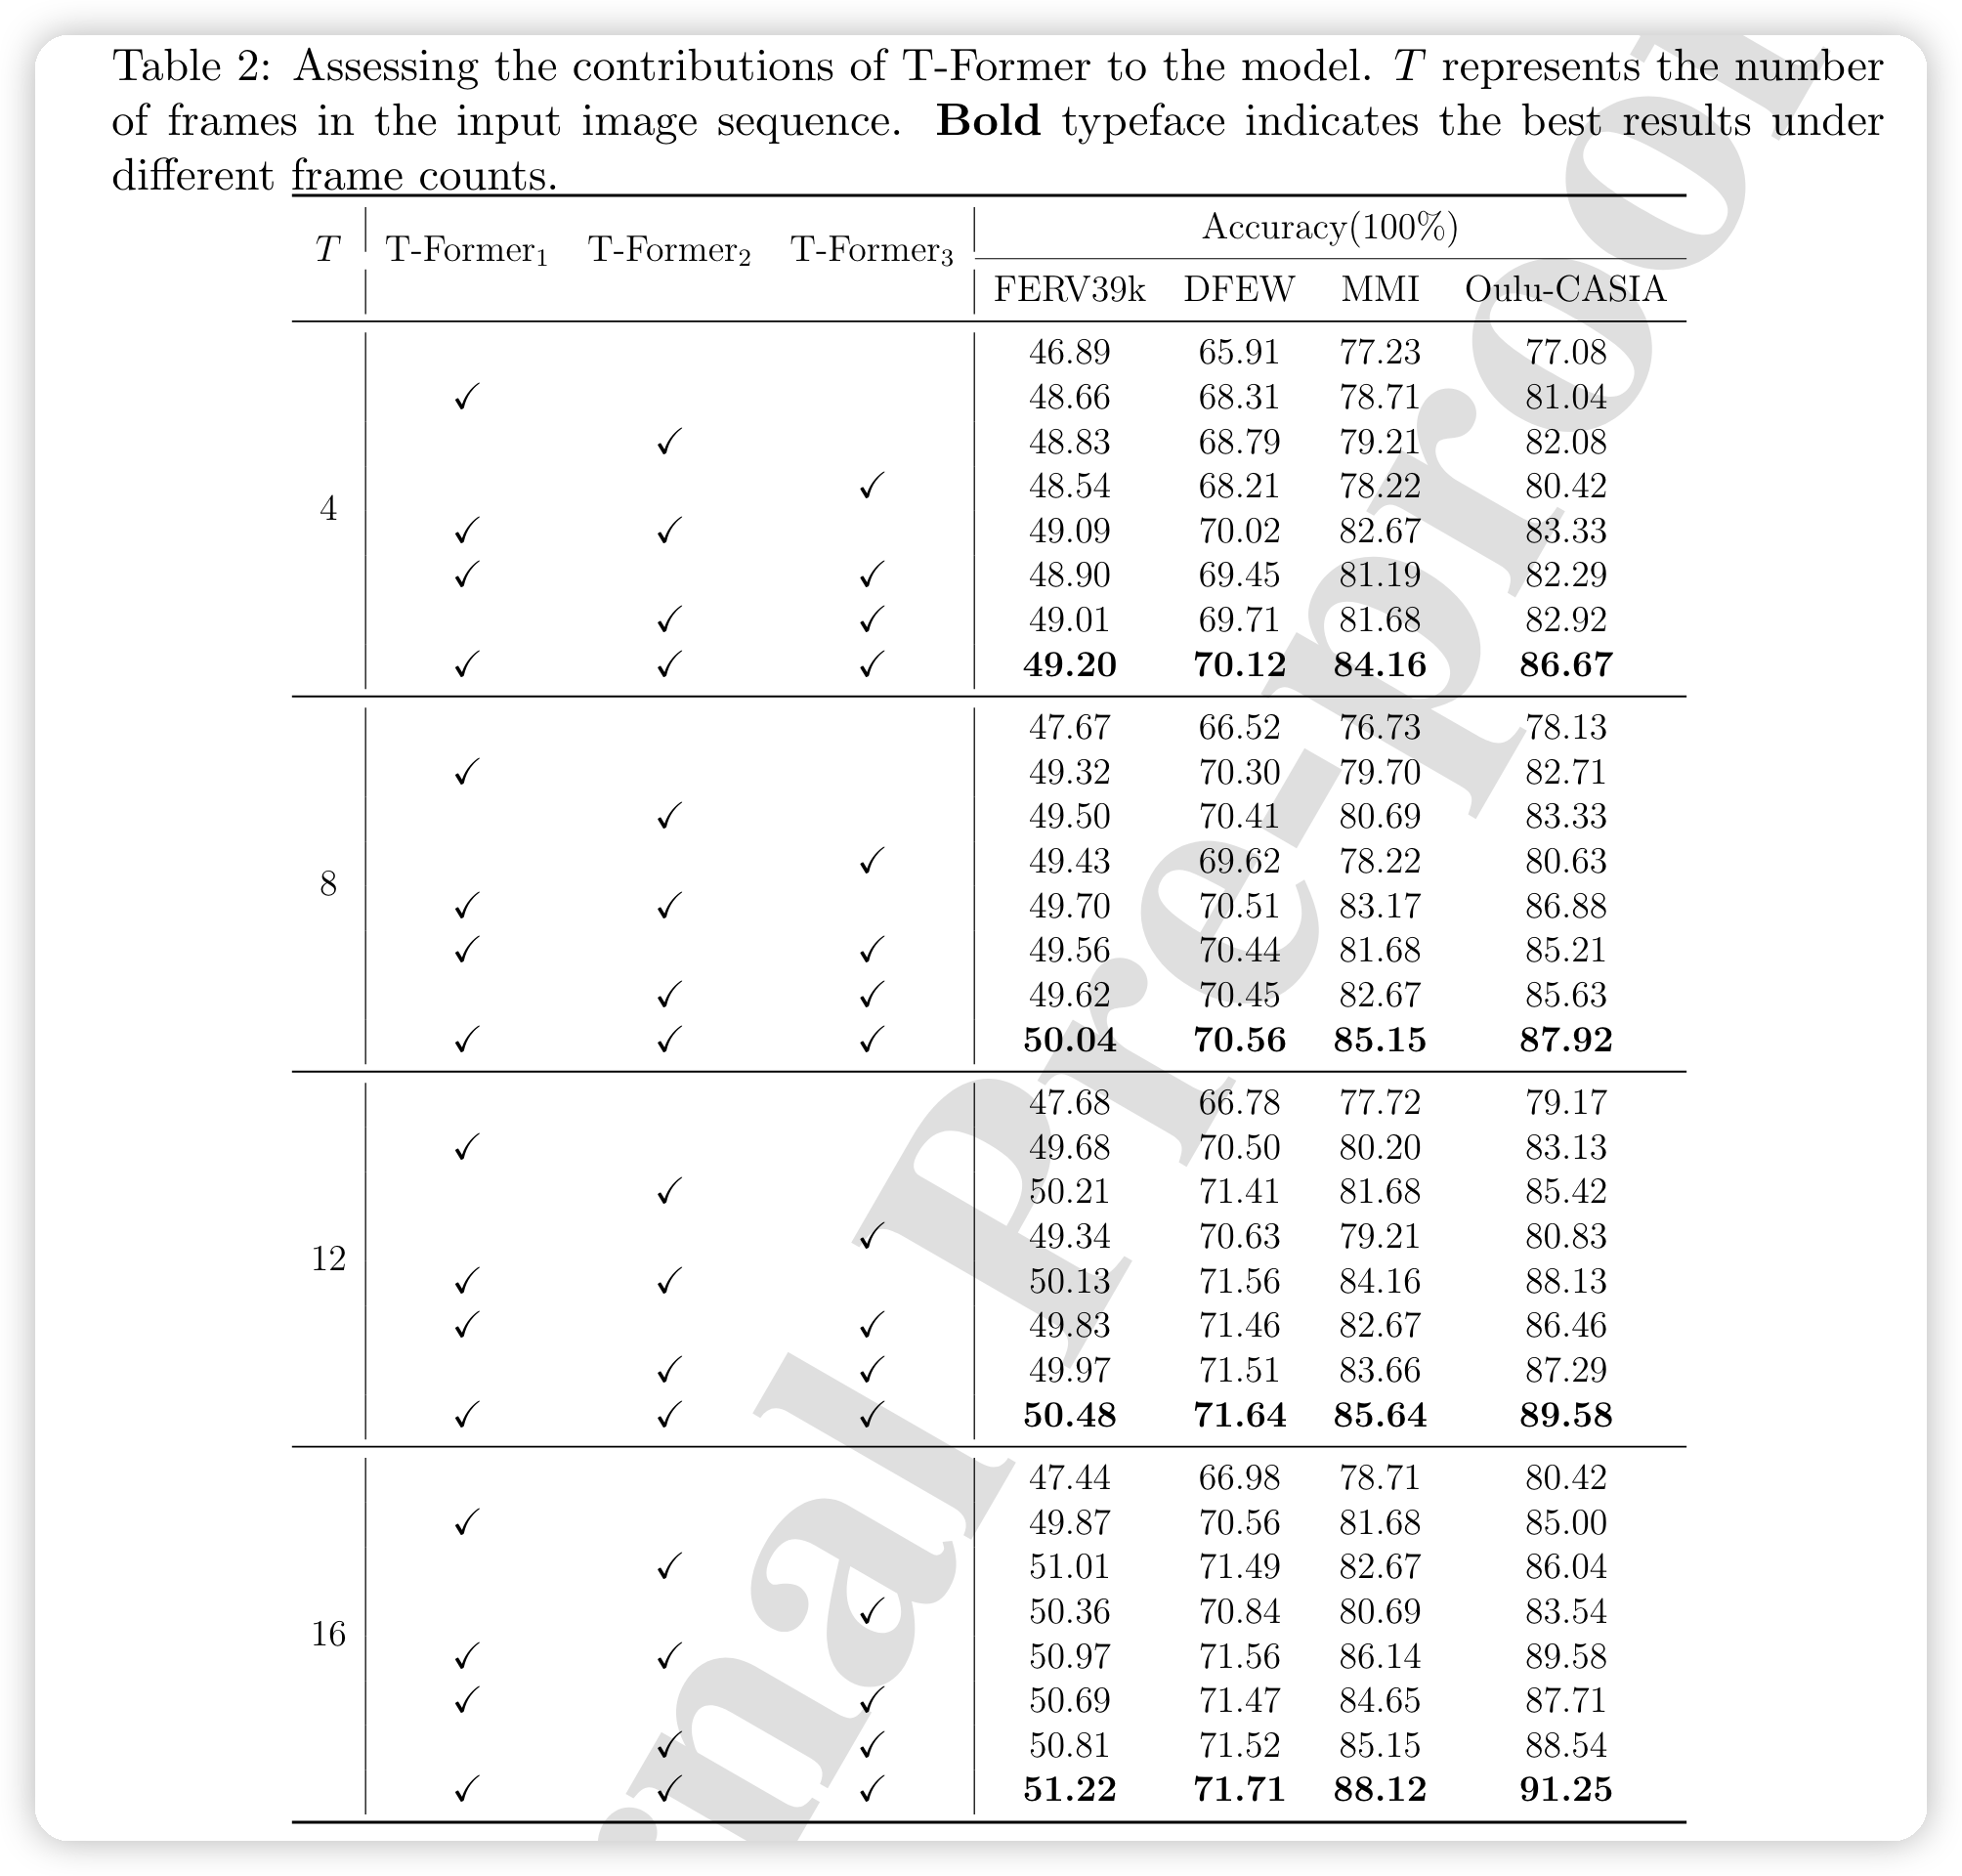 Table 2: Assessing the contributions of T-Former to the model. T represents the number
of frames in the input image sequence. Bold typeface indicates the best results under
different frame counts.
T T-Former₁ T-Former₂ T-Former₃ Accuracy(100%)
FERV39k DFEW MMI Oulu-CASIA
46.89 65.91 77.23 77.08
✓ 48.66 68.31 78.71 81.04
✓ 48.83 68.79 79.21 82.08
✓ 48.54 68.21 78.22 80.42
4
✓ ✓ 49.09 70.02 82.67 83.33
✓ ✓ 48.90 69.45 81.19 82.29
✓ ✓ 49.01 69.71 81.68 82.92
✓ ✓ ✓ 49.20 70.12 84.16 86.67
47.67 66.52 76.73 78.13
✓ 49.32 70.30 79.70 82.71
✓ 49.50 70.41 80.69 83.33
✓ 49.43 69.62 78.22 80.63
8
✓ ✓ 49.70 70.51 83.17 86.88
✓ ✓ 49.56 70.44 81.68 85.21
✓ ✓ 49.62 70.45 82.67 85.63
✓ ✓ ✓ 50.04 70.56 85.15 87.92
47.68 66.78 77.72 79.17
✓ 49.68 70.50 80.20 83.13
✓ 50.21 71.41 81.68 85.42
✓ 49.34 70.63 79.21 80.83
12
✓ ✓ 50.13 71.56 84.16 88.13
✓ ✓ 49.83 71.46 82.67 86.46
✓ ✓ 49.97 71.51 83.66 87.29
✓ ✓ ✓ 50.48 71.64 85.64 89.58
47.44 66.98 78.71 80.42
✓ 49.87 70.56 81.68 85.00
✓ 51.01 71.49 82.67 86.04
✓ 50.36 70.84 80.69 83.54
16
✓ ✓ 50.97 71.56 86.14 89.58
✓ ✓ 50.69 71.47 84.65 87.71
✓ ✓ 50.81 71.52 85.15 88.54
✓ ✓ ✓ 51.22 71.71 88.12 91.25
nal Pre-proo